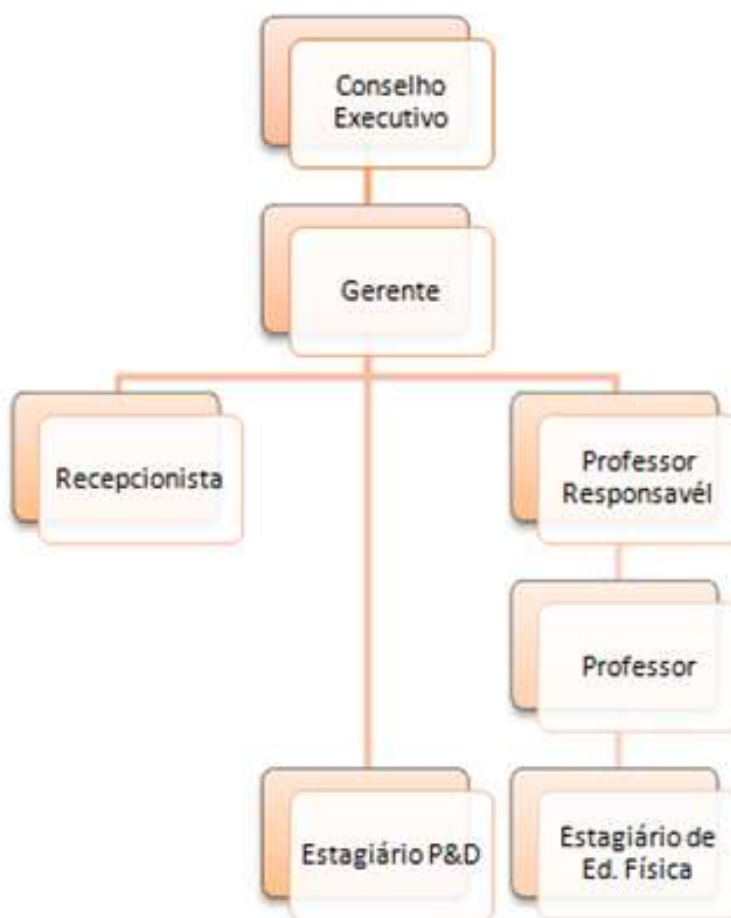 Conselho
Executivo
Gerente
Recepcionista
Professor
Responsavél
Professor
Estagiário P&D
Estagiário de
Ed. Física